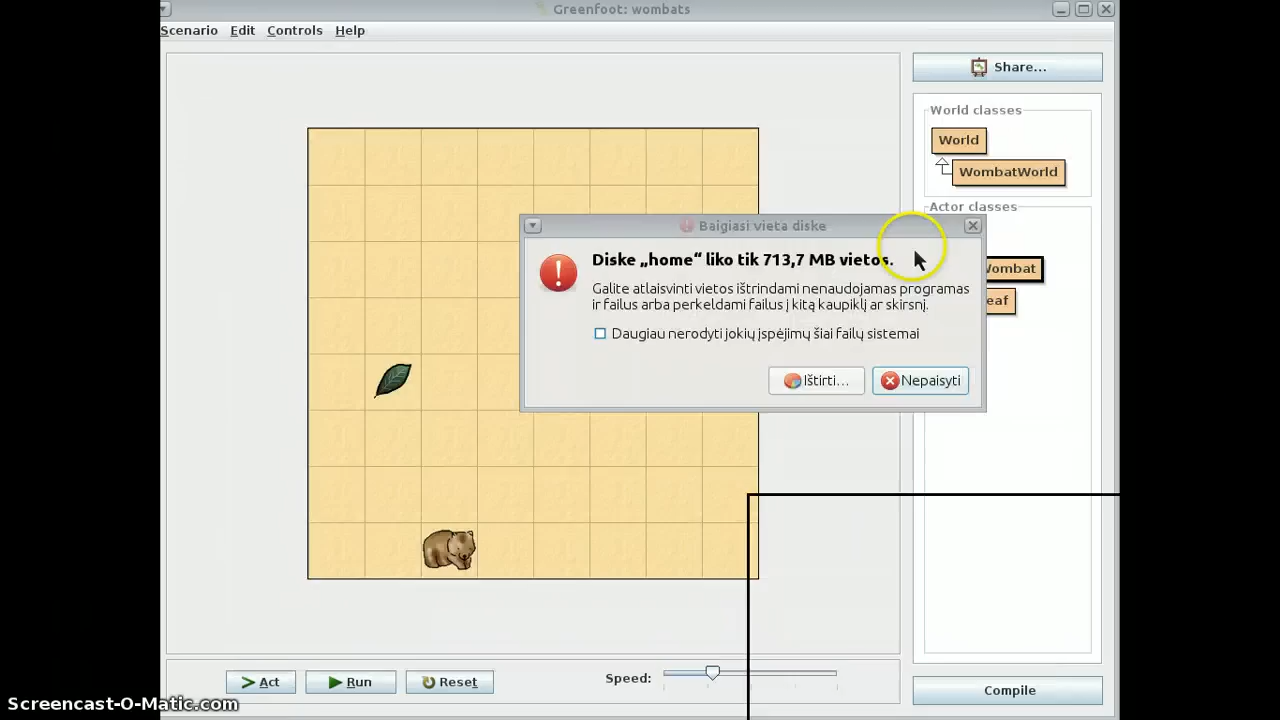 Greenfoot: wombats
Scenario Edit Controls Help
Share...
World classes
World
WombatWorld
Actor classes
Baigiasi vieta diske
Diske „home“ liko tik 713,7 MB vietos.
Galite atlaisvinti vietos ištrindami nenaudojamas programas
ir failus arba perkeldami failus į kitą kaupiklį ar skirsnį.
Daugiau nerodyti jokių įspėjimų šiai failų sistemai
Ištirti... Nepaisyti
Act Run Reset Speed:
Compile
Screencast-O-Matic.com